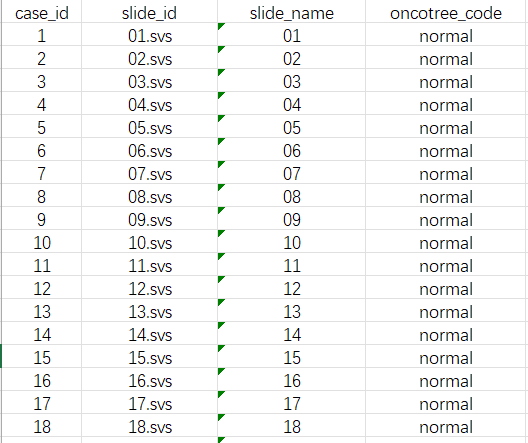 case_id slide_id slide_name oncotree_code
1 01.svs 01 normal
2 02.svs 02 normal
3 03.svs 03 normal
4 04.svs 04 normal
5 05.svs 05 normal
6 06.svs 06 normal
7 07.svs 07 normal
8 08.svs 08 normal
9 09.svs 09 normal
10 10.svs 10 normal
11 11.svs 11 normal
12 12.svs 12 normal
13 13.svs 13 normal
14 14.svs 14 normal
15 15.svs 15 normal
16 16.svs 16 normal
17 17.svs 17 normal
18 18.svs 18 normal